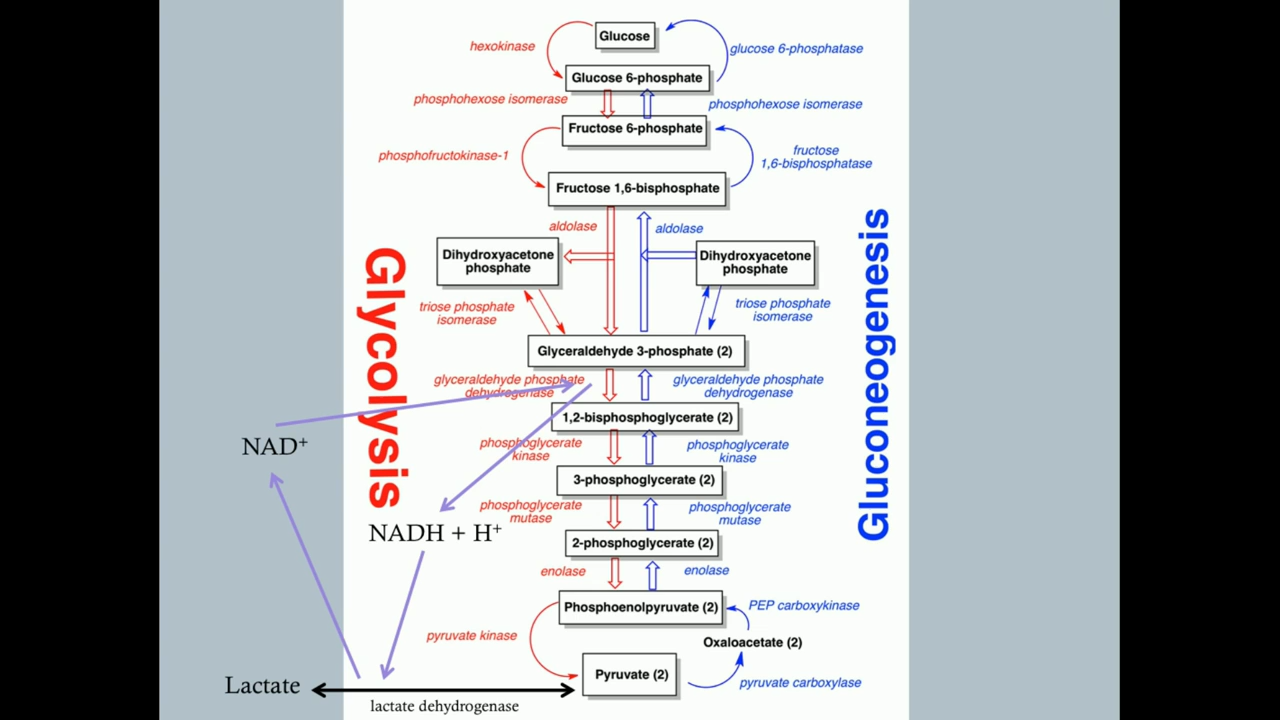 Glucose
hexokinase
glucose 6-phosphatase
Glucose 6-phosphate
phosphohexose isomerase
phosphohexose isomerase
Fructose 6-phosphate
phosphofructokinase-1
fructose
1,6-bisphosphatase
Fructose 1,6-bisphosphate
aldolase
aldolase
Dihydroxyacetone
phosphate
Dihydroxyacetone
phosphate
triose phosphate
isomerase
triose phosphate
isomerase
Glycolysis
Gluconeogenesis
Glyceraldehyde 3-phosphate (2)
glyceraldehyde phosphate
dehydrogenase
glyceraldehyde phosphate
dehydrogenase
1,2-bisphosphoglycerate (2)
NAD+
phosphoglycerate
kinase
phosphoglycerate
kinase
3-phosphoglycerate (2)
phosphoglycerate
mutase
phosphoglycerate
mutase
NADH + H+
2-phosphoglycerate (2)
enolase
enolase
Phosphoenolpyruvate (2)
PEP carboxykinase
pyruvate kinase
Oxaloacetate (2)
Pyruvate (2)
pyruvate carboxylase
Lactate
lactate dehydrogenase